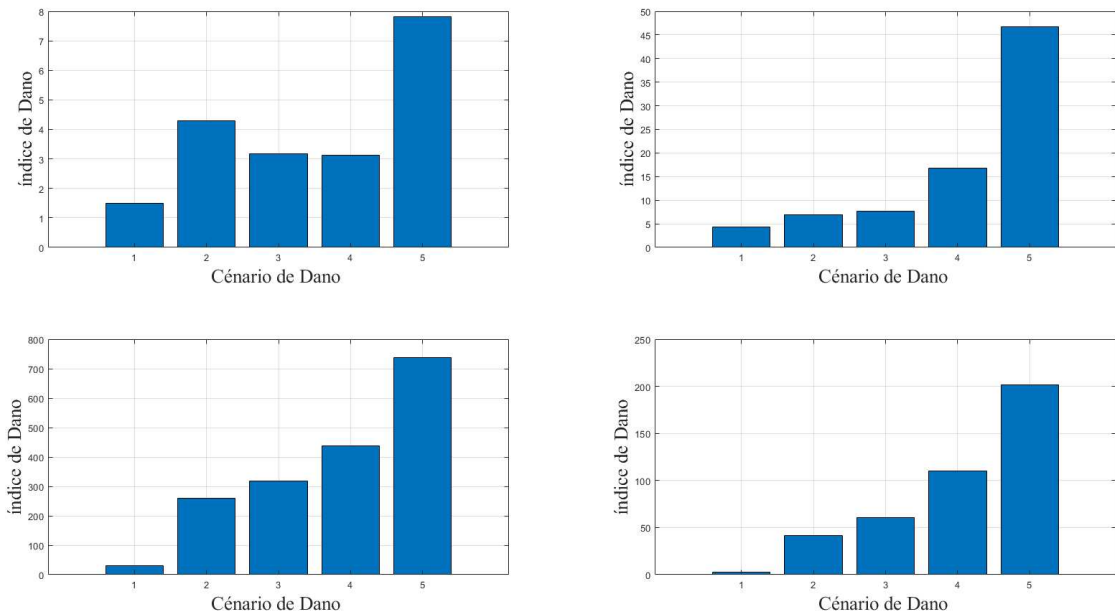 8
7
6
5
4
3
2
1
0
índice de Dano
1 2 3 4 5
Cénario de Dano
50
45
40
35
30
25
20
15
10
5
0
índice de Dano
1 2 3 4 5
Cénario de Dano
800
700
600
500
400
300
200
100
0
índice de Dano
1 2 3 4 5
Cénario de Dano
250
200
150
100
50
0
índice de Dano
1 2 3 4 5
Cénario de Dano